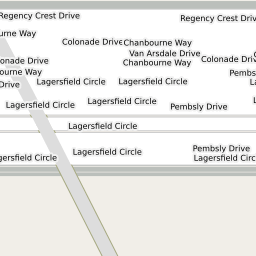 Regency Crest Drive
Regency Crest Driv
urne Way
Colonade Drive
Chanbourne Way
Van Arsdale Drive
onade Drive
Chanbourne Way
Colonade Driv
ourne Way
Pembs
Drive
Lagersfield Circle
Lagersfield Circle
Lagersfield Circle
Lagersfield Circle
Pembsly Drive
Lagersfield Circle
Lagersfield Circle
Pembsly Drive
gersfield Circle
Lagersfield Circle